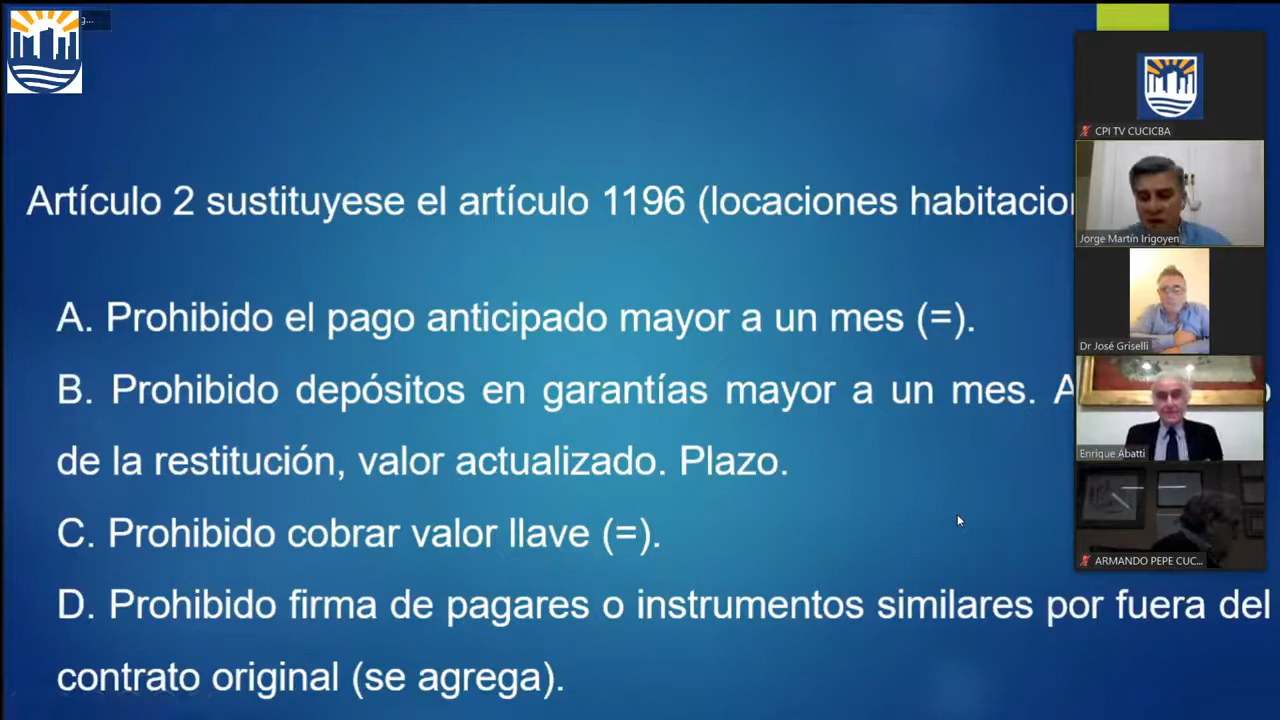 g...
Artículo 2 sustituyese el artículo 1196 (locaciones
A. Prohibido el pago anticipado mayor a un mes (=).
B. Prohibido depósitos en garantías mayor a un mes.
de la restitución, valor actualizado. Plazo.
C. Prohibido cobrar valor llave (=).
D. Prohibido firma de pagares o instrumentos similares por fuera del
contrato original (se agrega).
CPI TV CUCICBA
Jorge Martín Irigoyen
Dr José Griselli
Enrique Abatti
ARMANDO PEPE CUC...